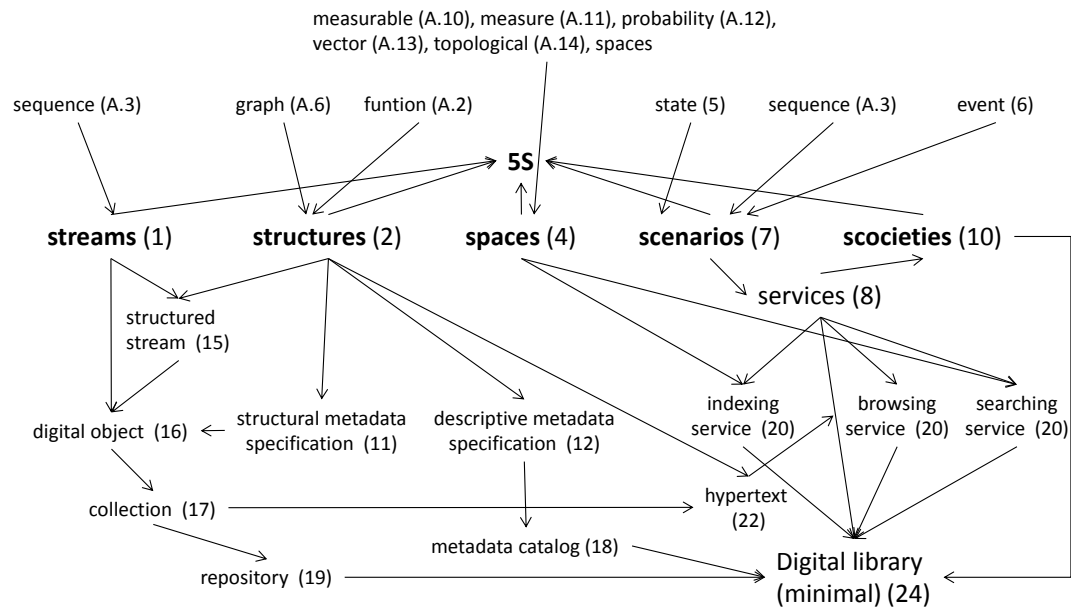 measurable (A.10), measure (A.11), probability (A.12),
vector (A.13), topological (A.14), spaces
sequence (A.3)
graph (A.6)
funtion (A.2)
state (5)
sequence (A.3)
event (6)
5S
streams (1)
structures (2)
spaces (4)
scenarios (7)
scocieties (10)
services (8)
structured
stream (15)
digital object (16)
structural metadata
specification (11)
descriptive metadata
specification (12)
indexing
service (20)
browsing
service (20)
searching
service (20)
collection (17)
hypertext
(22)
metadata catalog (18)
repository (19)
Digital library
(minimal) (24)